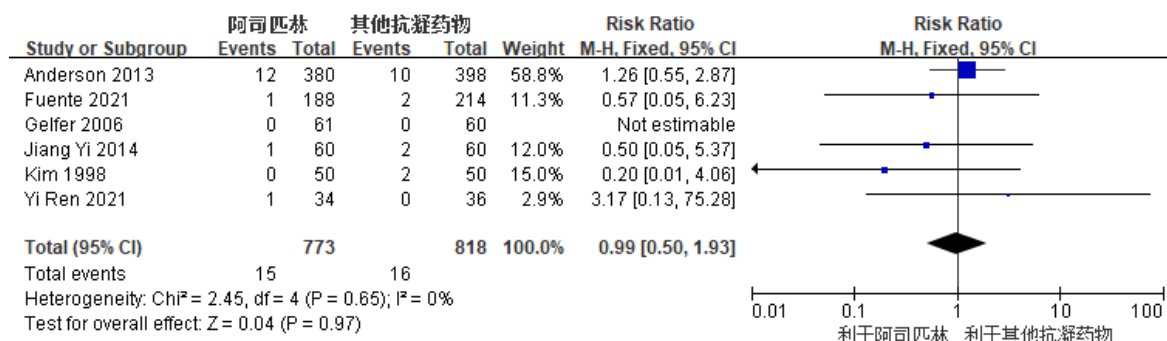 阿司匹林 其他抗凝药物 Risk Ratio Risk Ratio
Study or Subgroup Events Total Events Total Weight M-H, Fixed, 95% CI M-H, Fixed, 95% CI
Anderson 2013 12 380 10 398 58.8% 1.26 [0.55, 2.87]
Fuente 2021 1 188 2 214 11.3% 0.57 [0.05, 6.23]
Gelfer 2006 0 61 0 60 Not estimable
Jiang Yi 2014 1 60 2 60 12.0% 0.50 [0.05, 5.37]
Kim 1998 0 50 2 50 15.0% 0.20 [0.01, 4.06]
Yi Ren 2021 1 34 0 36 2.9% 3.17 [0.13, 75.28]
Total (95% CI) 773 818 100.0% 0.99 [0.50, 1.93]
Total events 15 16
Heterogeneity: Chi² = 2.45, df = 4 (P = 0.65); I² = 0%
Test for overall effect: Z = 0.04 (P = 0.97)
0.01 0.1 1 10 100
利于阿司匹林 利于其他抗凝药物